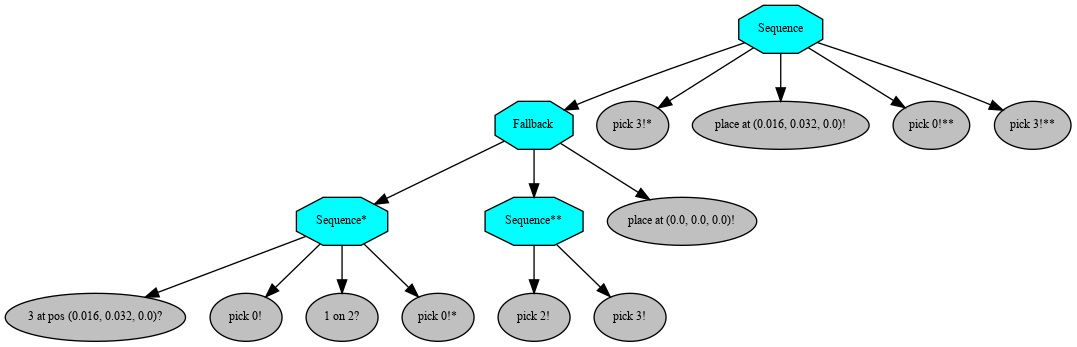 Sequence
Fallback
pick 3!*
place at (0.016, 0.032, 0.0)!
pick 0!**
pick 3!**
Sequence*
Sequence**
place at (0.0, 0.0, 0.0)!
3 at pos (0.016, 0.032, 0.0)?
pick 0!
1 on 2?
pick 0!*
pick 2!
pick 3!